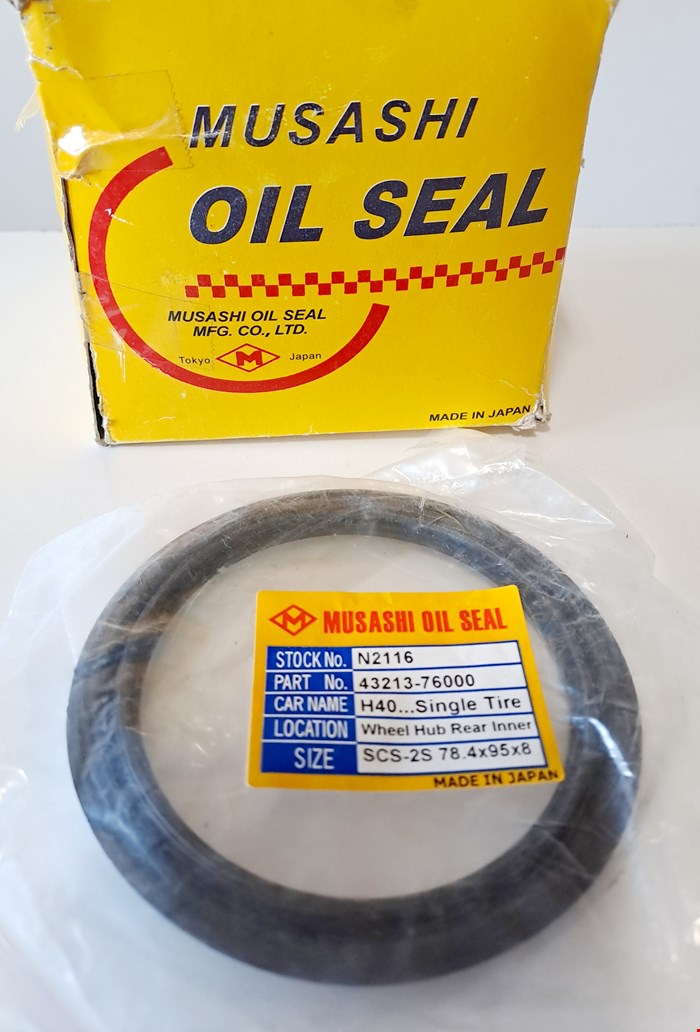 MUSASHI
OIL SEAL
MUSASHI OIL SEAL
MFG. CO., LTD.
Tokyo M Japan
MADE IN JAPAN
M MUSASHI OIL SEAL
STOCK No. N2116
PART No. 43213-76000
CAR NAME H40...Single Tire
LOCATION Wheel Hub Rear Inner
SIZE SCS-2S 78.4x95x8
MADE IN JAPAN